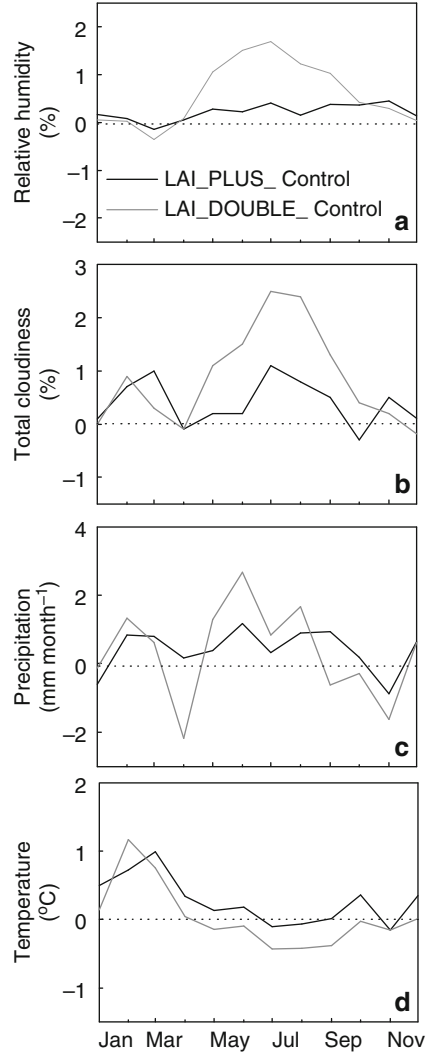 2
1
0
−1
−2
Relative humidity
(%)
LAI_PLUS_ Control
LAI_DOUBLE_ Control
a
3
2
1
0
−1
Total cloudiness
(%)
b
4
2
0
−2
Precipitation
(mm month⁻¹)
c
2
1
0
−1
Temperature
(ºC)
d
Jan Mar May Jul Sep Nov